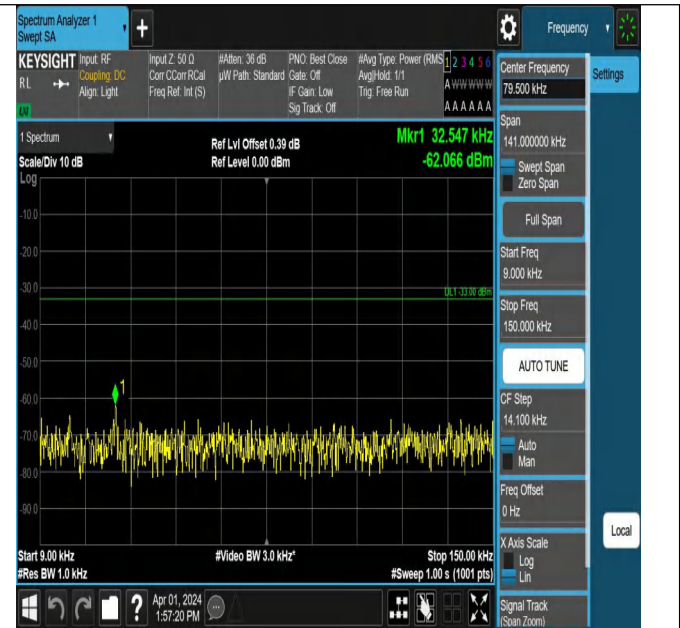 Spectrum Analyzer 1
Swept SA
+
Frequency
KEYSIGHT
RL
Input: RF
Coupling: DC
Align: Light
Input Z: 50 Ω
Corr CCorr RCal
Freq Ref: Int (S)
#Atten: 36 dB
µW Path: Standard
PNO: Best Close
Gate: Off
IF Gain: Low
Sig Track: Off
#Avg Type: Power (RMS
Avg|Hold: 1/1
Trig: Free Run
1 2 3 4 5 6
A W W W W W
A A A A A A
1 Spectrum
Scale/Div 10 dB
Log
Ref Lvl Offset 0.39 dB
Ref Level 0.00 dBm
Mkr1 32.547 kHz
-62.066 dBm
-10.0
-20.0
-30.0
DL1 -33.00 dBm
-40.0
-50.0
-60.0
1
-70.0
-80.0
-90.0
Start 9.00 kHz
#Video BW 3.0 kHz*
Stop 150.00 kHz
#Res BW 1.0 kHz
#Sweep 1.00 s (1001 pts)
?
Apr 01, 2024
1:57:20 PM
Center Frequency
79.500 kHz
Settings
Span
141.000000 kHz
Swept Span
Zero Span
Full Span
Start Freq
9.000 kHz
Stop Freq
150.000 kHz
AUTO TUNE
CF Step
14.100 kHz
Auto
Man
Freq Offset
0 Hz
X Axis Scale
Log
Lin
Local
Signal Track
(Span Zoom)